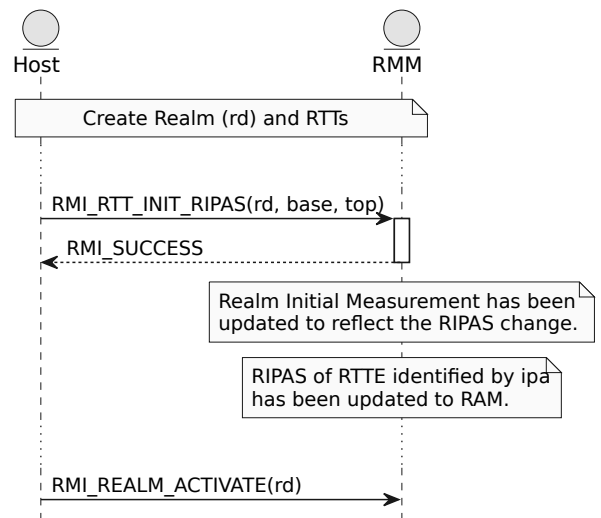 Host
RMM
Create Realm (rd) and RTTs
RMI_RTT_INIT_RIPAS(rd, base, top)
RMI_SUCCESS
Realm Initial Measurement has been
updated to reflect the RIPAS change.
RIPAS of RTTE identified by ipa
has been updated to RAM.
RMI_REALM_ACTIVATE(rd)